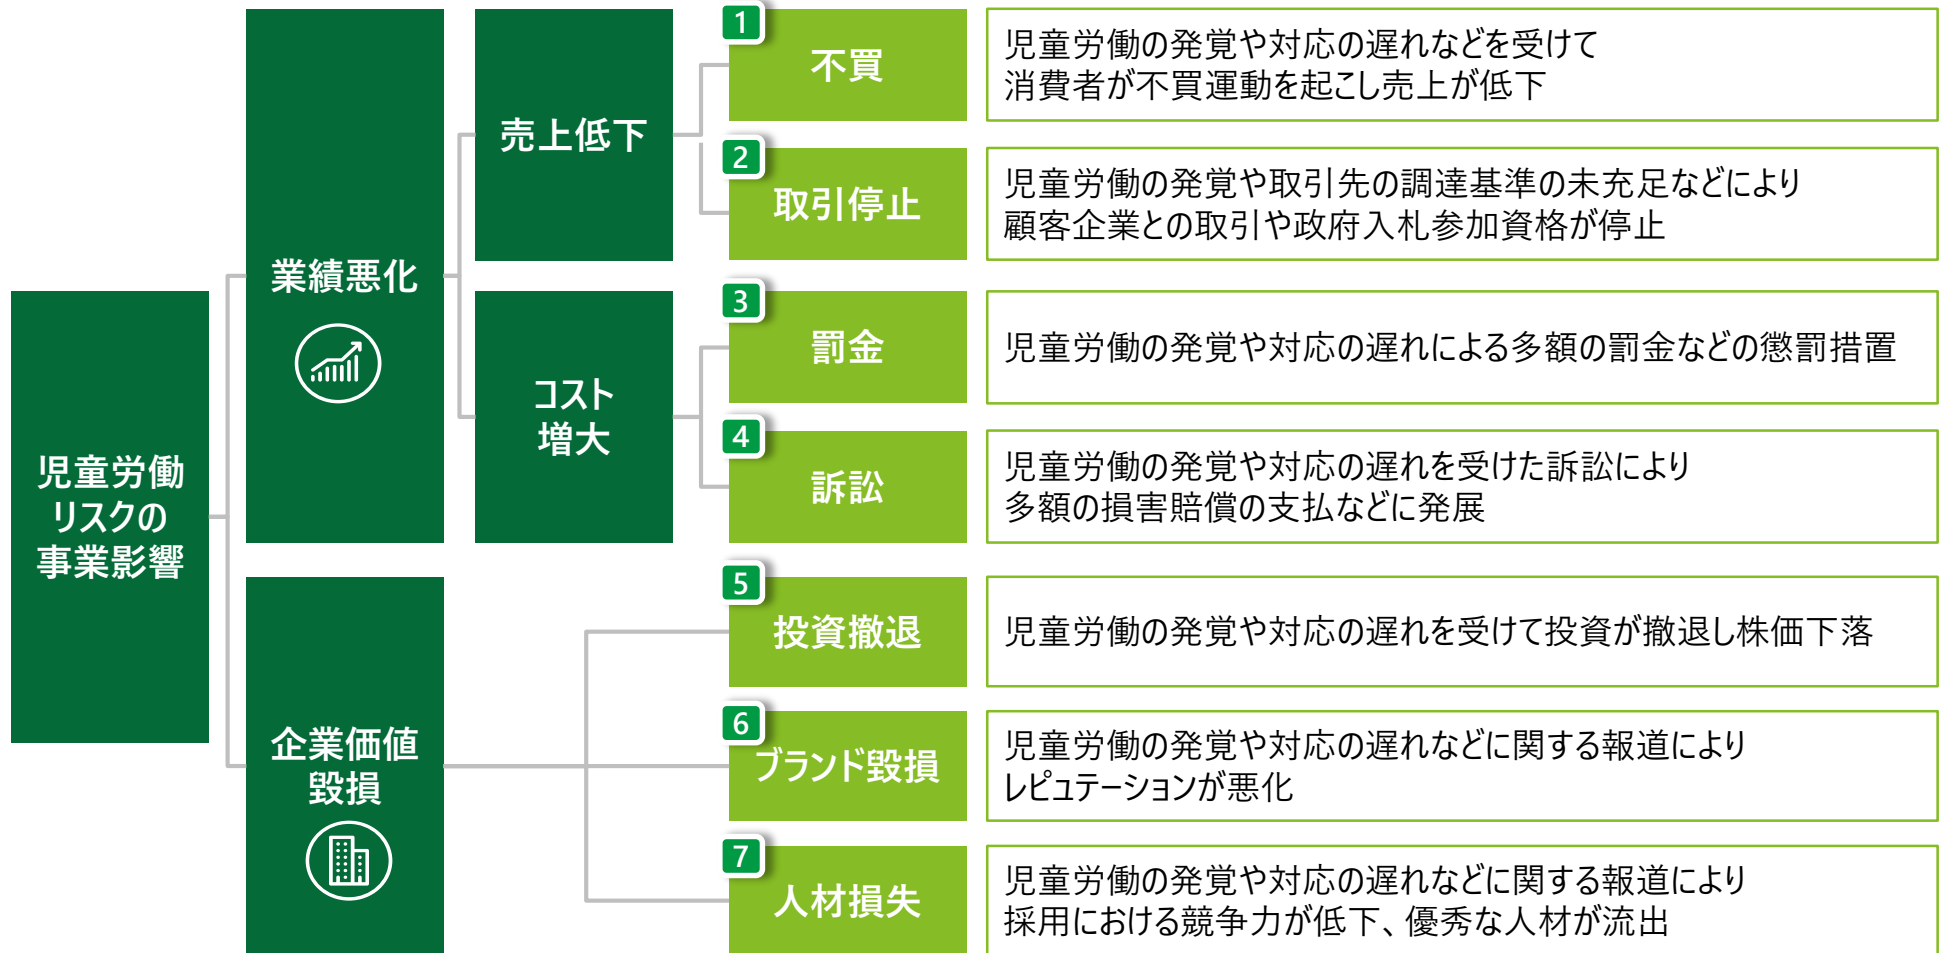 児童労働
リスクの
事業影響
業績悪化
売上低下
1
不買
児童労働の発覚や対応の遅れなどを受けて
消費者が不買運動を起こし売上が低下
2
取引停止
児童労働の発覚や取引先の調達基準の未充足などにより
顧客企業との取引や政府入札参加資格が停止
コスト
増大
3
罰金
児童労働の発覚や対応の遅れによる多額の罰金などの懲罰措置
4
訴訟
児童労働の発覚や対応の遅れを受けた訴訟により
多額の損害賠償の支払などに発展
企業価値
毀損
5
投資撤退
児童労働の発覚や対応の遅れを受けて投資が撤退し株価下落
6
ブランド毀損
児童労働の発覚や対応の遅れなどに関する報道により
レピュテーションが悪化
7
人材損失
児童労働の発覚や対応の遅れなどに関する報道により
採用における競争力が低下、優秀な人材が流出